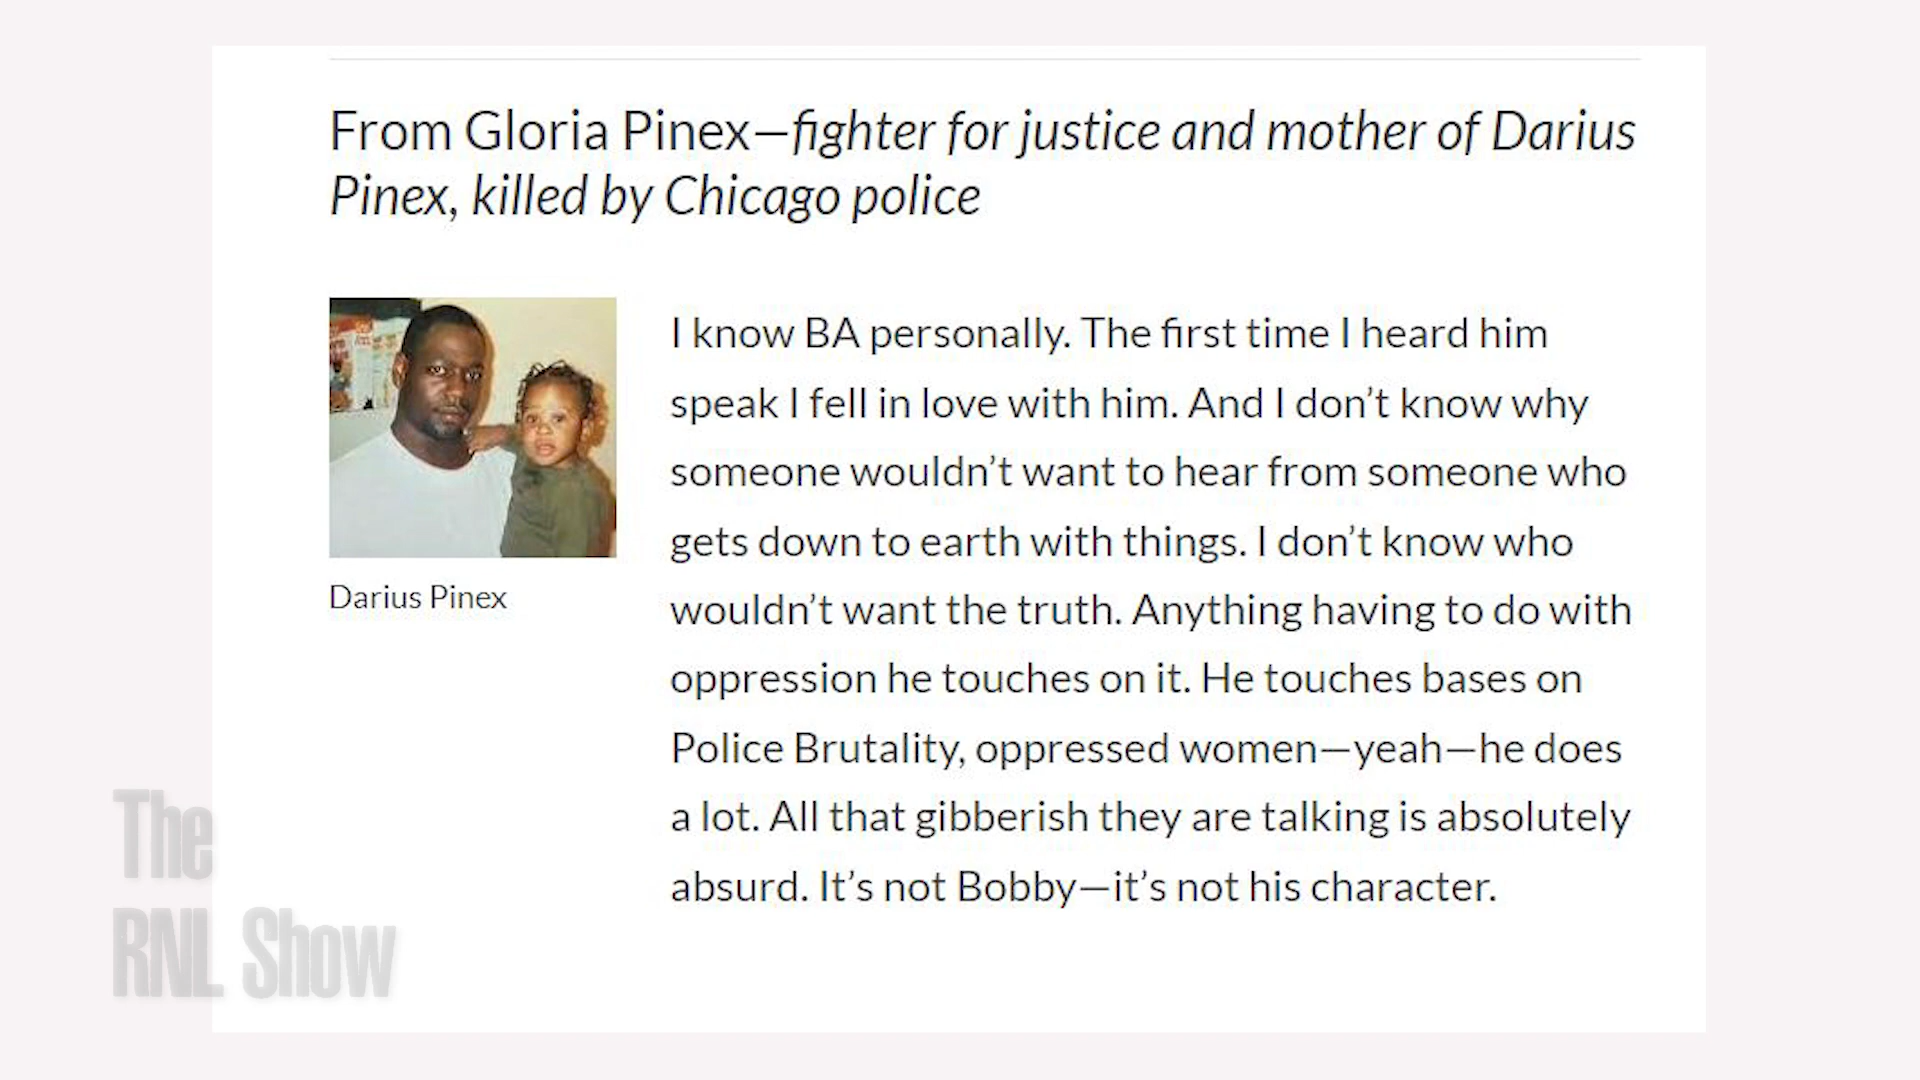 From Gloria Pinex—fighter for justice and mother of Darius
Pinex, killed by Chicago police
Darius Pinex
I know BA personally. The first time I heard him
speak I fell in love with him. And I don’t know why
someone wouldn’t want to hear from someone who
gets down to earth with things. I don’t know who
wouldn’t want the truth. Anything having to do with
oppression he touches on it. He touches bases on
Police Brutality, oppressed women—yeah—he does
a lot. All that gibberish they are talking is absolutely
absurd. It’s not Bobby—it’s not his character.
The
RNL Show